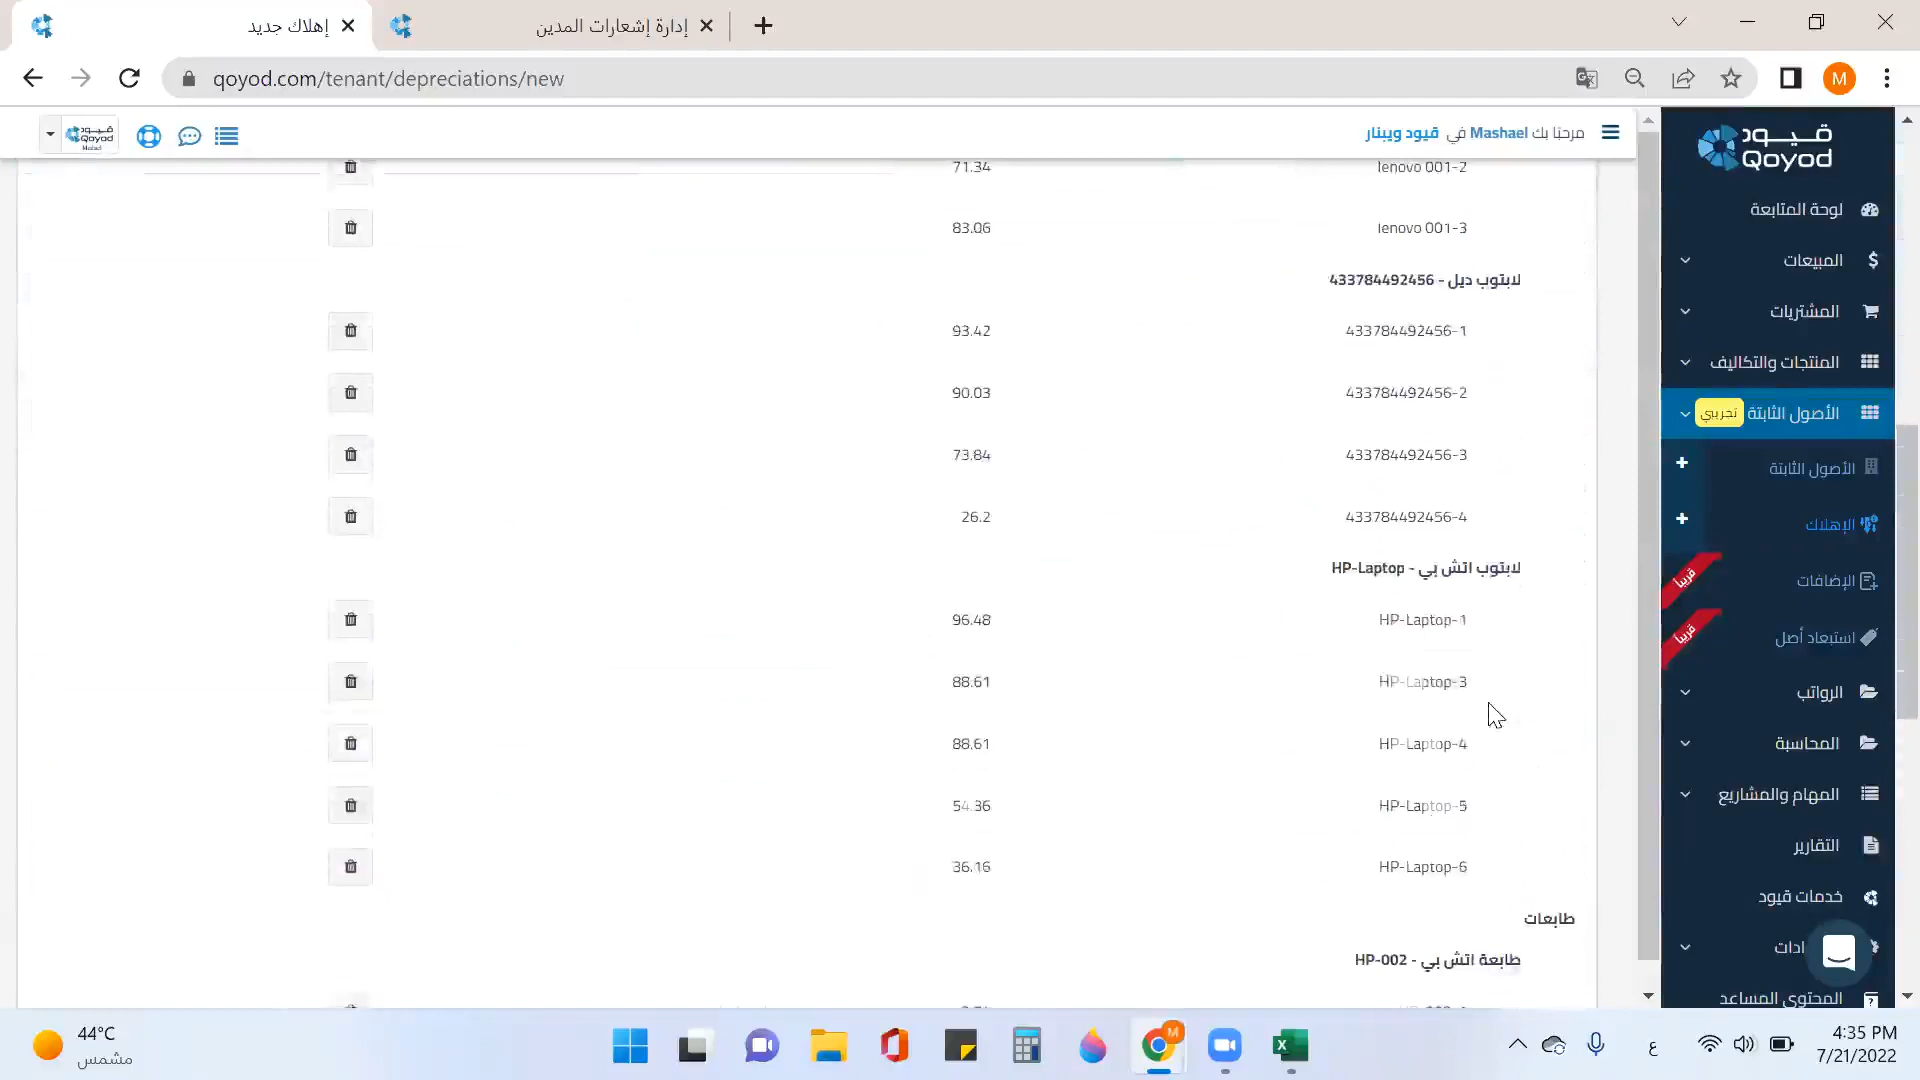 إهلاك جديد
إدارة إشعارات المدين
qoyod.com/tenant/depreciations/new
M
قيود
Qoyod
Mashael
مرحبًا بك Mashael في قيود ويبنار
قيود
Qoyod
71.34
lenovo 001-2
83.06
lenovo 001-3
لابتوب ديل - 433784492456
93.42
433784492456-1
90.03
433784492456-2
73.84
433784492456-3
26.2
433784492456-4
لابتوب اتش بي - HP-Laptop
96.48
HP-Laptop-1
88.61
HP-Laptop-3
88.61
HP-Laptop-4
54.36
HP-Laptop-5
36.16
HP-Laptop-6
طابعات
طابعة اتش بي - HP-002
لوحة المتابعة
المبيعات
المشتريات
المنتجات والتكاليف
الأصول الثابتة تجريبي
الأصول الثابتة
الإهلاك
الإضافات
قريباً
استبعاد أصل
قريباً
الرواتب
المحاسبة
المهام والمشاريع
التقارير
خدمات قيود
ادات
المحتوى المساعد
44°C
مشمس
M
ع
4:35 PM
7/21/2022